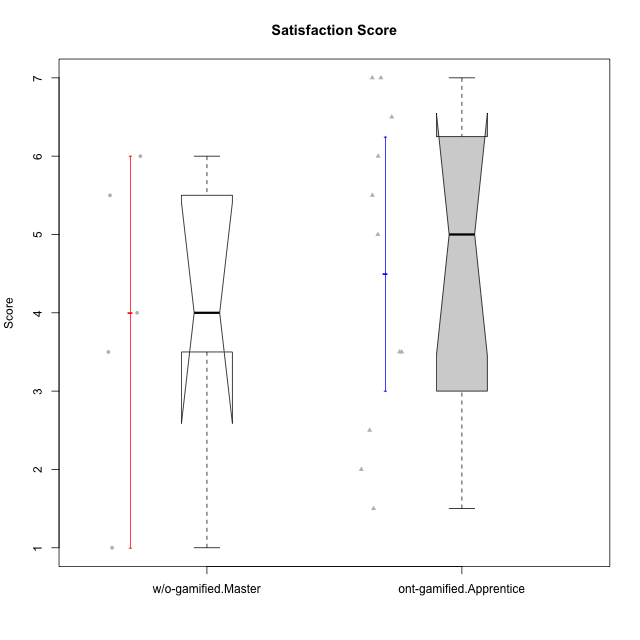 Satisfaction Score
7
6
5
4
3
2
1
Score
w/o-gamified.Master
ont-gamified.Apprentice